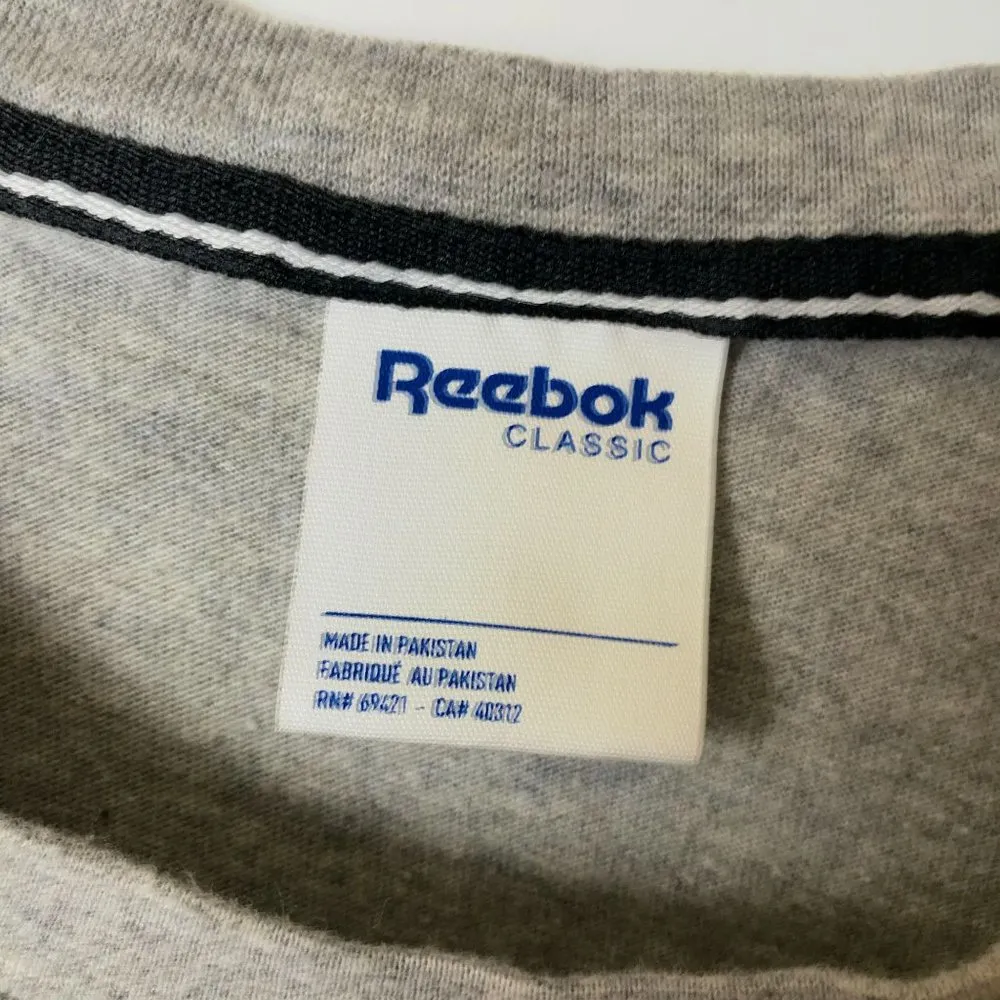 Reebok
CLASSIC
MADE IN PAKISTAN
FABRIQUÉ AU PAKISTAN
RN# 69421 - CA# 40312